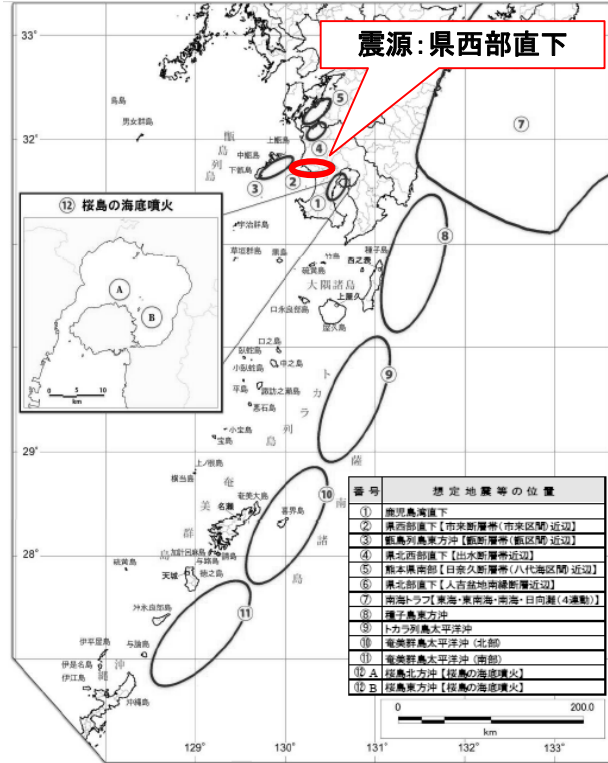 33°
震源:県西部直下
⑤
鳥島
男女群島
32°
⑦
甑島列島
上甑島
中甑島
下甑島
④
③
②
①
⑫ 桜島の海底噴火
A
B
0 5 10
km
宇治群島
草垣群島
黒島
竹島
硫黄島
種子島
西之表
⑧
大隅諸島
上屋久
口永良部島
屋久島
口之島
臥蛇島
小臥蛇島
中之島
平島
諏訪之瀬島
悪石島
トカラ列島
⑨
小宝島
宝島
29°
薩南諸島
上ノ根島
横当島
奄美群島
奄美大島
名瀬
⑩
喜界島
加計呂麻島
与路島
請島
28°
硫黄島
天城
徳之島
沖永良部島
⑪
与論島
伊平屋島
伊是名島
伊江島
沖縄
沖縄島
番号 想定地震等の位置
① 鹿児島湾直下
② 県西部直下【市来断層帯(市来区間)近辺】
③ 甑島列島東方沖【甑断層帯(甑区間)近辺】
④ 県北西部直下【出水断層帯近辺】
⑤ 熊本県南部【日奈久断層帯(八代海区間)近辺】
⑥ 県北部直下【人吉盆地南縁断層近辺】
⑦ 南海トラフ【東海・東南海・南海・日向灘(4連動)】
⑧ 種子島東方沖
⑨ トカラ列島太平洋沖
⑩ 奄美群島太平洋沖(北部)
⑪ 奄美群島太平洋沖(南部)
⑫A 桜島北方沖【桜島の海底噴火】
⑫B 桜島東方沖【桜島の海底噴火】
0 200.0
km
129° 130° 131° 132° 133°